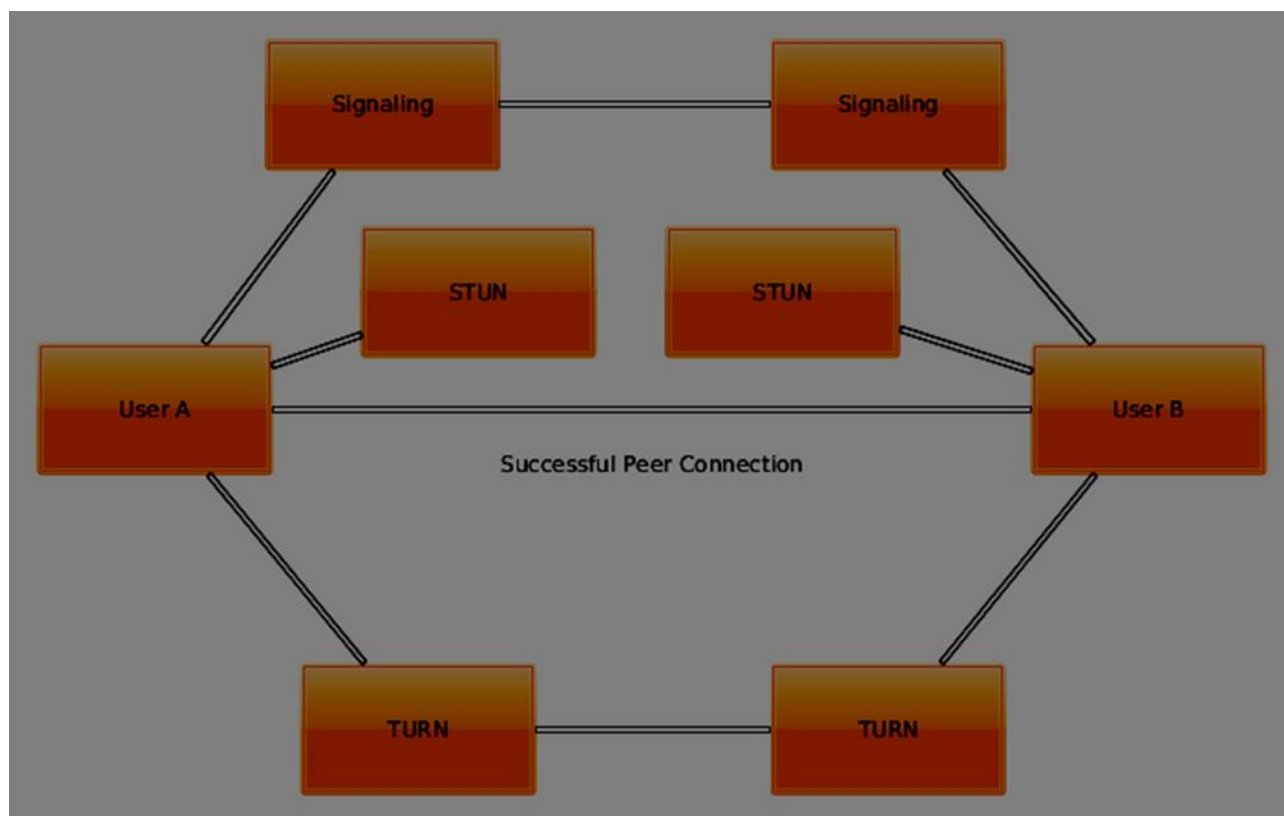 Signaling
Signaling
STUN
STUN
User A
User B
Successful Peer Connection
TURN
TURN